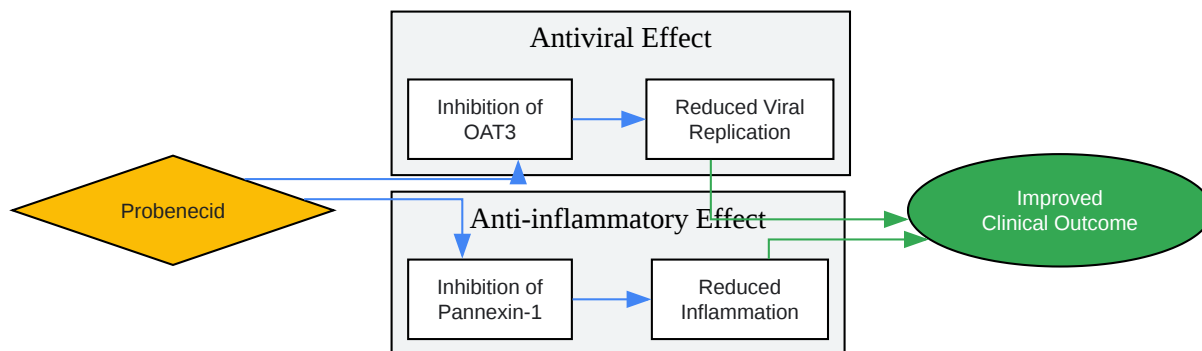 Antiviral Effect
Inhibition of
OAT3
Reduced Viral
Replication
Probenecid
Anti-inflammatory Effect
Inhibition of
Pannexin-1
Reduced
Inflammation
Improved
Clinical Outcome